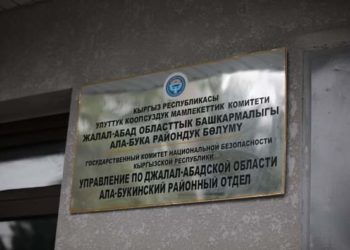 КЫРГЫЗ РЕСПУБЛИКАСЫ
УЛУТТУК КООПСУЗДУК МАМЛЕКЕТТИК КОМИТЕТИ
ЖАЛАЛ-АБАД ОБЛАСТТЫК БАШКАРМАЛЫГЫ
АЛА-БУКА РАЙОНДУК БӨЛҮМҮ
ГОСУДАРСТВЕННЫЙ КОМИТЕТ НАЦИОНАЛЬНОЙ БЕЗОПАСНОСТИ
КЫРГЫЗСКОЙ РЕСПУБЛИКИ
УПРАВЛЕНИЕ ПО ДЖАЛАЛ-АБАДСКОЙ ОБЛАСТИ
АЛА-БУКИНСКИЙ РАЙОННЫЙ ОТДЕЛ